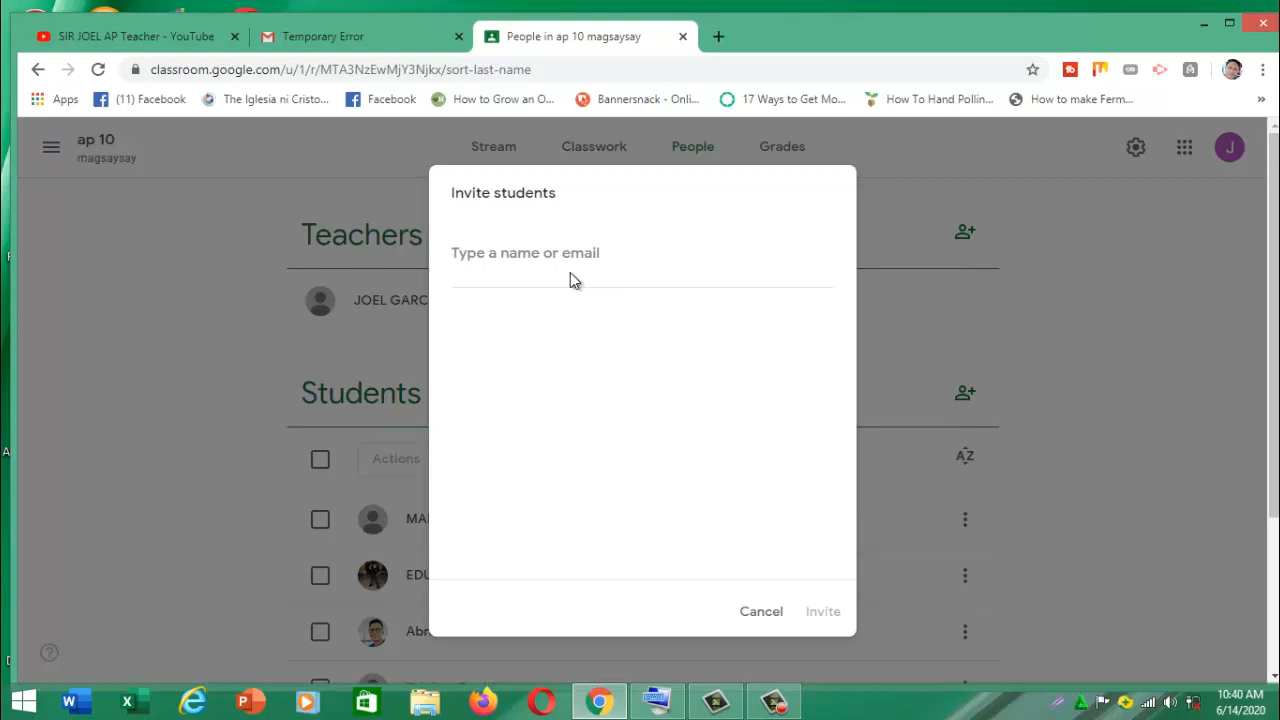 SIR JOEL AP Teacher - YouTube
Temporary Error
People in ap 10 magsaysay
classroom.google.com/u/1/r/MTA3NzEwMjY3Njkx/sort-last-name
Apps
(11) Facebook
The Iglesia ni Cristo...
Facebook
How to Grow an O...
Bannersnack - Onli...
17 Ways to Get Mo...
How To Hand Pollin...
How to make Ferm...
»
ap 10
magsaysay
Stream
Classwork
People
Grades
J
Invite students
Type a name or email
Teachers
JOEL GARC
Students
Actions
AZ
MA
EDU
Abr
Cancel
Invite
10:40 AM
6/14/2020